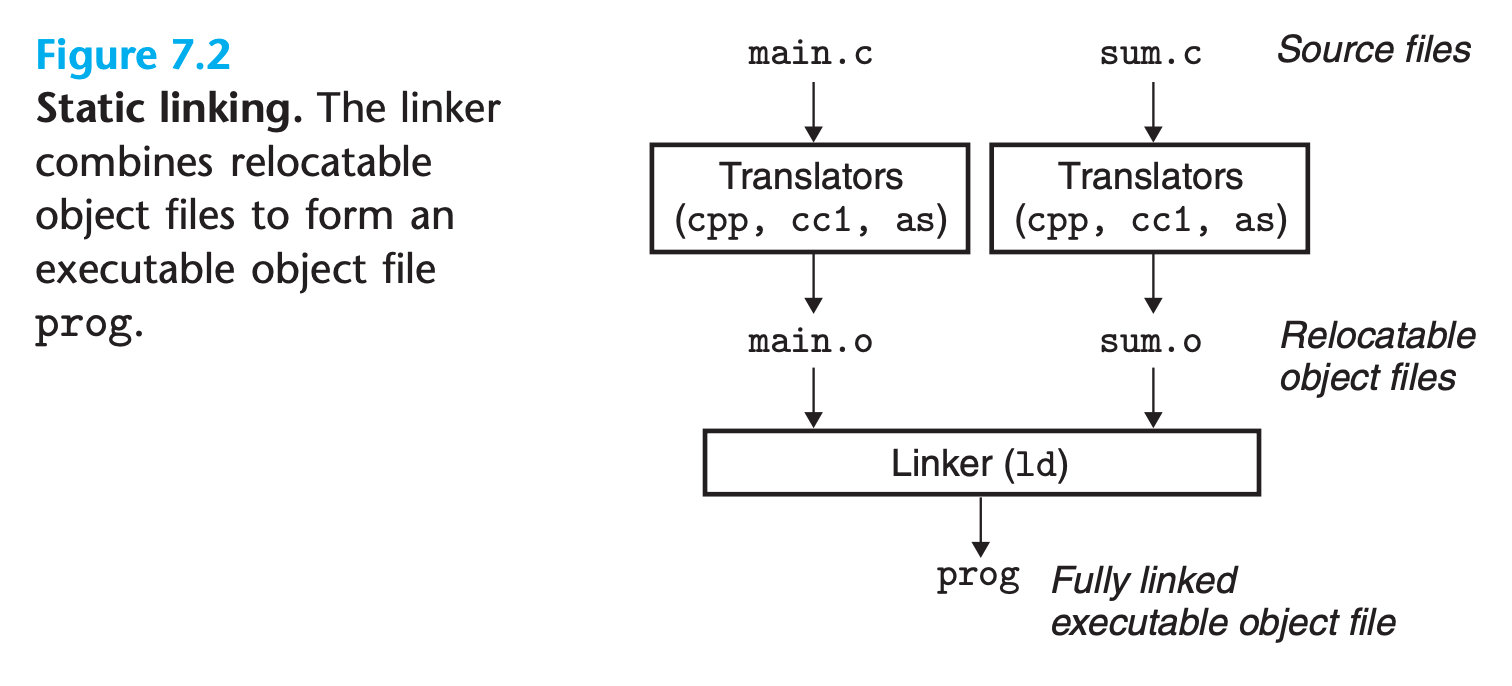 Figure 7.2
Static linking. The linker
combines relocatable
object files to form an
executable object file
prog.
main.c
sum.c
Source files
Translators
(cpp, cc1, as)
Translators
(cpp, cc1, as)
main.o
sum.o
Relocatable
object files
Linker (ld)
prog
Fully linked
executable object file